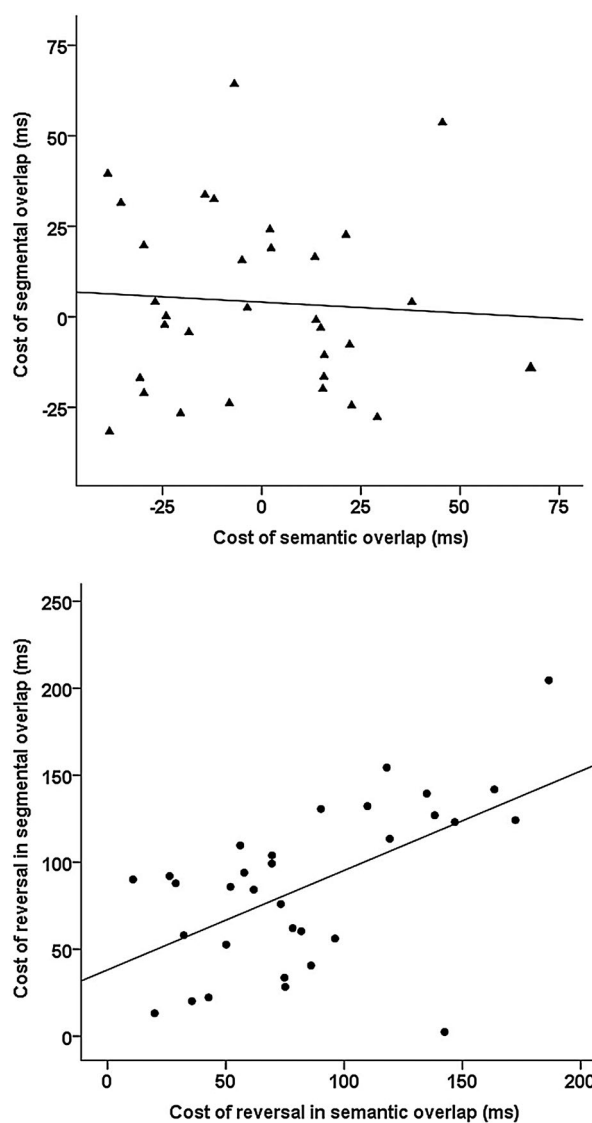 75
50
25
0
-25
Cost of segmental overlap (ms)
-25 0 25 50 75
Cost of semantic overlap (ms)
250
200
150
100
50
0
Cost of reversal in segmental overlap (ms)
0 50 100 150 200
Cost of reversal in semantic overlap (ms)